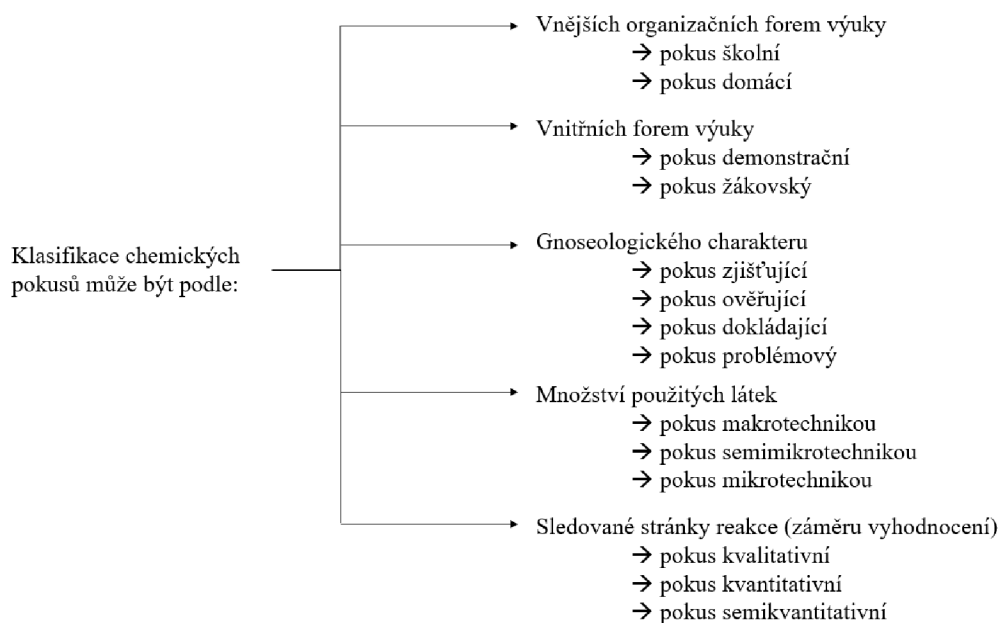 Klasifikace chemických
pokusů může být podle:
Vnějších organizačních forem výuky
→ pokus školní
→ pokus domácí
Vnitřních forem výuky
→ pokus demonstrační
→ pokus žákovský
Gnoseologického charakteru
→ pokus zjišťující
→ pokus ověřující
→ pokus dokládající
→ pokus problémový
Množství použitých látek
→ pokus makrotechnikou
→ pokus semimikrotechnikou
→ pokus mikrotechnikou
Sledované stránky reakce (záměru vyhodnocení)
→ pokus kvalitativní
→ pokus kvantitativní
→ pokus semikvantitativní